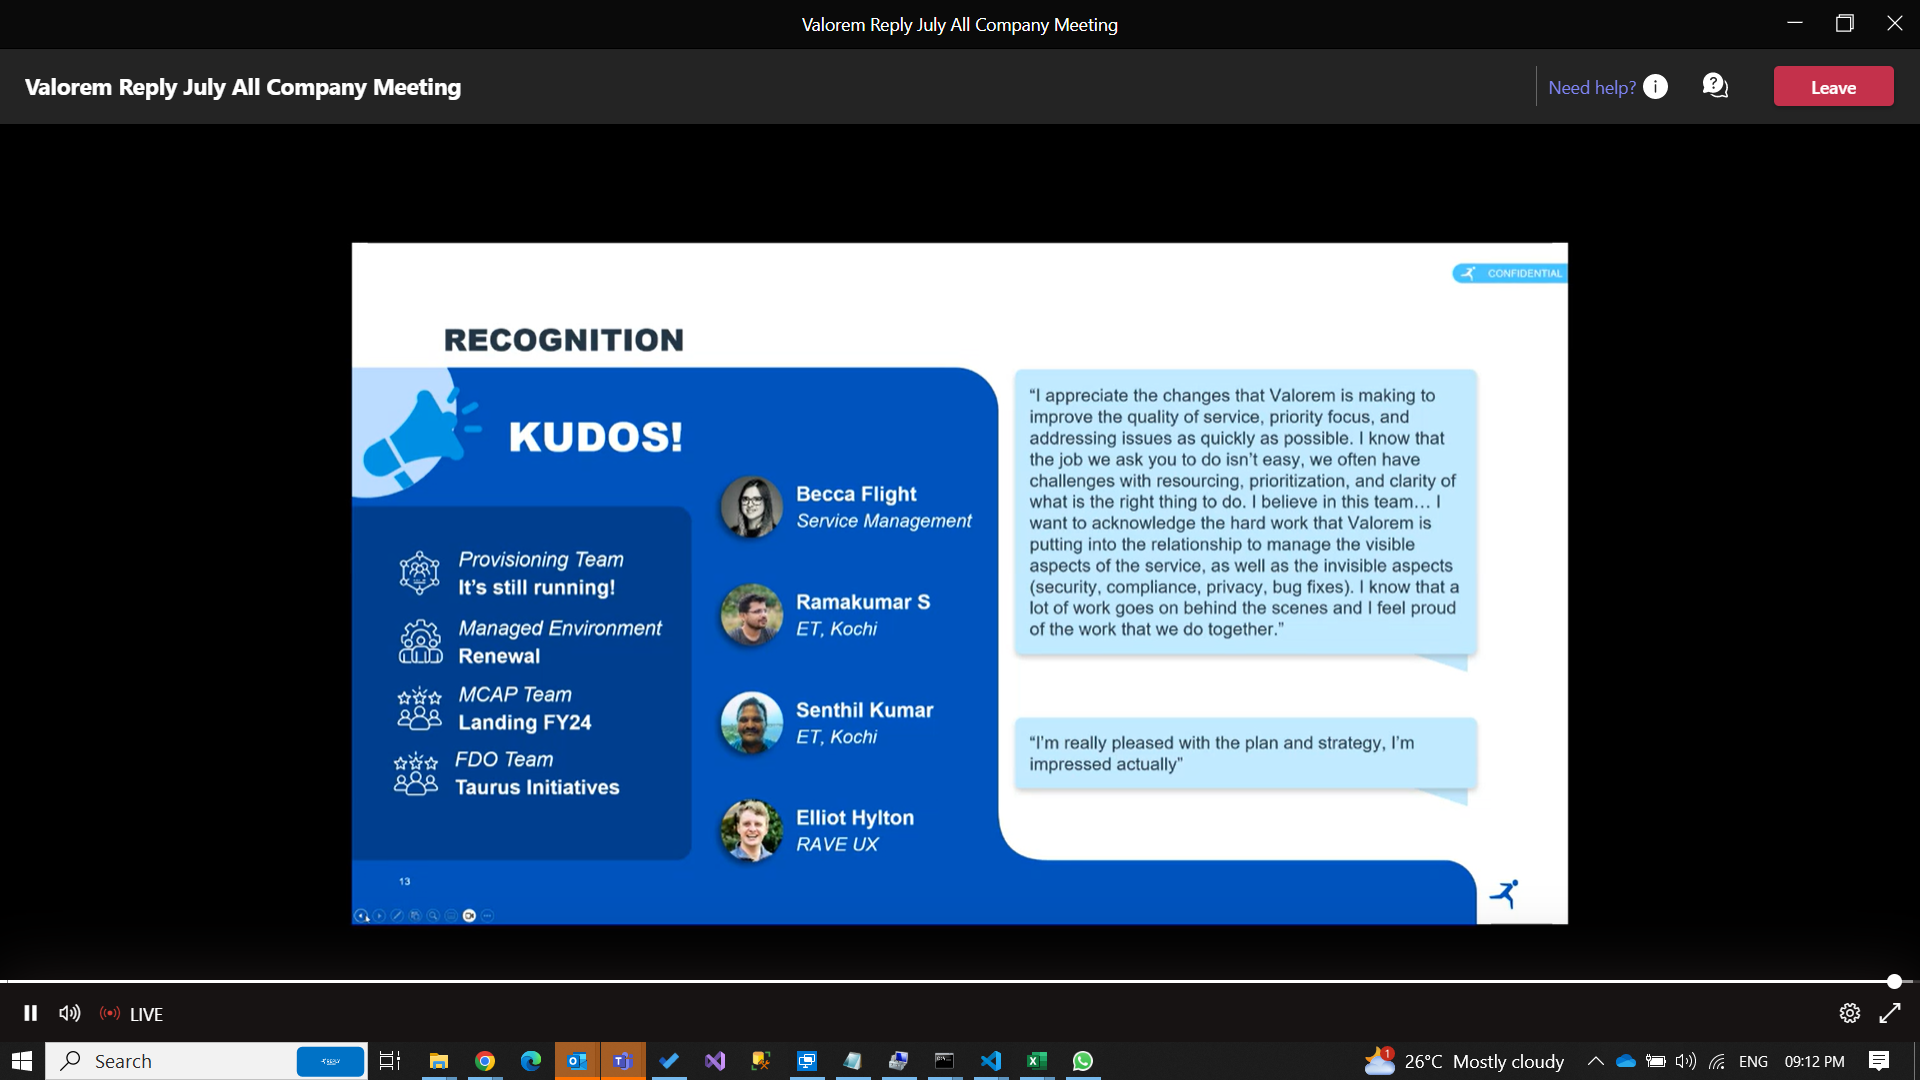 Valorem Reply July All Company Meeting
Valorem Reply July All Company Meeting
Need help?
Leave
CONFIDENTIAL
RECOGNITION
KUDOS!
Provisioning Team
It's still running!
Managed Environment
Renewal
MCAP Team
Landing FY24
FDO Team
Taurus Initiatives
Becca Flight
Service Management
Ramakumar S
ET, Kochi
Senthil Kumar
ET, Kochi
Elliot Hylton
RAVE UX
“I appreciate the changes that Valorem is making to
improve the quality of service, priority focus, and
addressing issues as quickly as possible. I know that
the job we ask you to do isn't easy, we often have
challenges with resourcing, prioritization, and clarity of
what is the right thing to do. I believe in this team… I
want to acknowledge the hard work that Valorem is
putting into the relationship to manage the visible
aspects of the service, as well as the invisible aspects
(security, compliance, privacy, bug fixes). I know that a
lot of work goes on behind the scenes and I feel proud
of the work that we do together.”
“I'm really pleased with the plan and strategy, I'm
impressed actually”
13
LIVE
Search
REPLY
1
26°C Mostly cloudy
ENG
09:12 PM